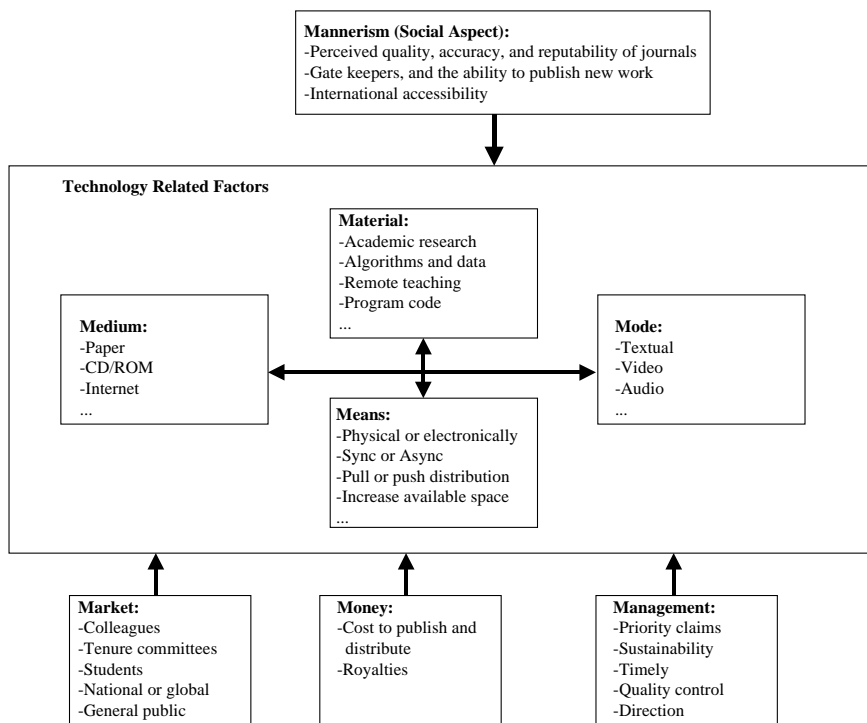 Mannerism (Social Aspect):
-Perceived quality, accuracy, and reputability of journals
-Gate keepers, and the ability to publish new work
-International accessibility
Technology Related Factors
Material:
-Academic research
-Algorithms and data
-Remote teaching
-Program code
...
Medium:
-Paper
-CD/ROM
-Internet
...
Mode:
-Textual
-Video
-Audio
...
Means:
-Physical or electronically
-Sync or Async
-Pull or push distribution
-Increase available space
...
Market:
-Colleagues
-Tenure committees
-Students
-National or global
-General public
Money:
-Cost to publish and
distribute
-Royalties
Management:
-Priority claims
-Sustainability
-Timely
-Quality control
-Direction